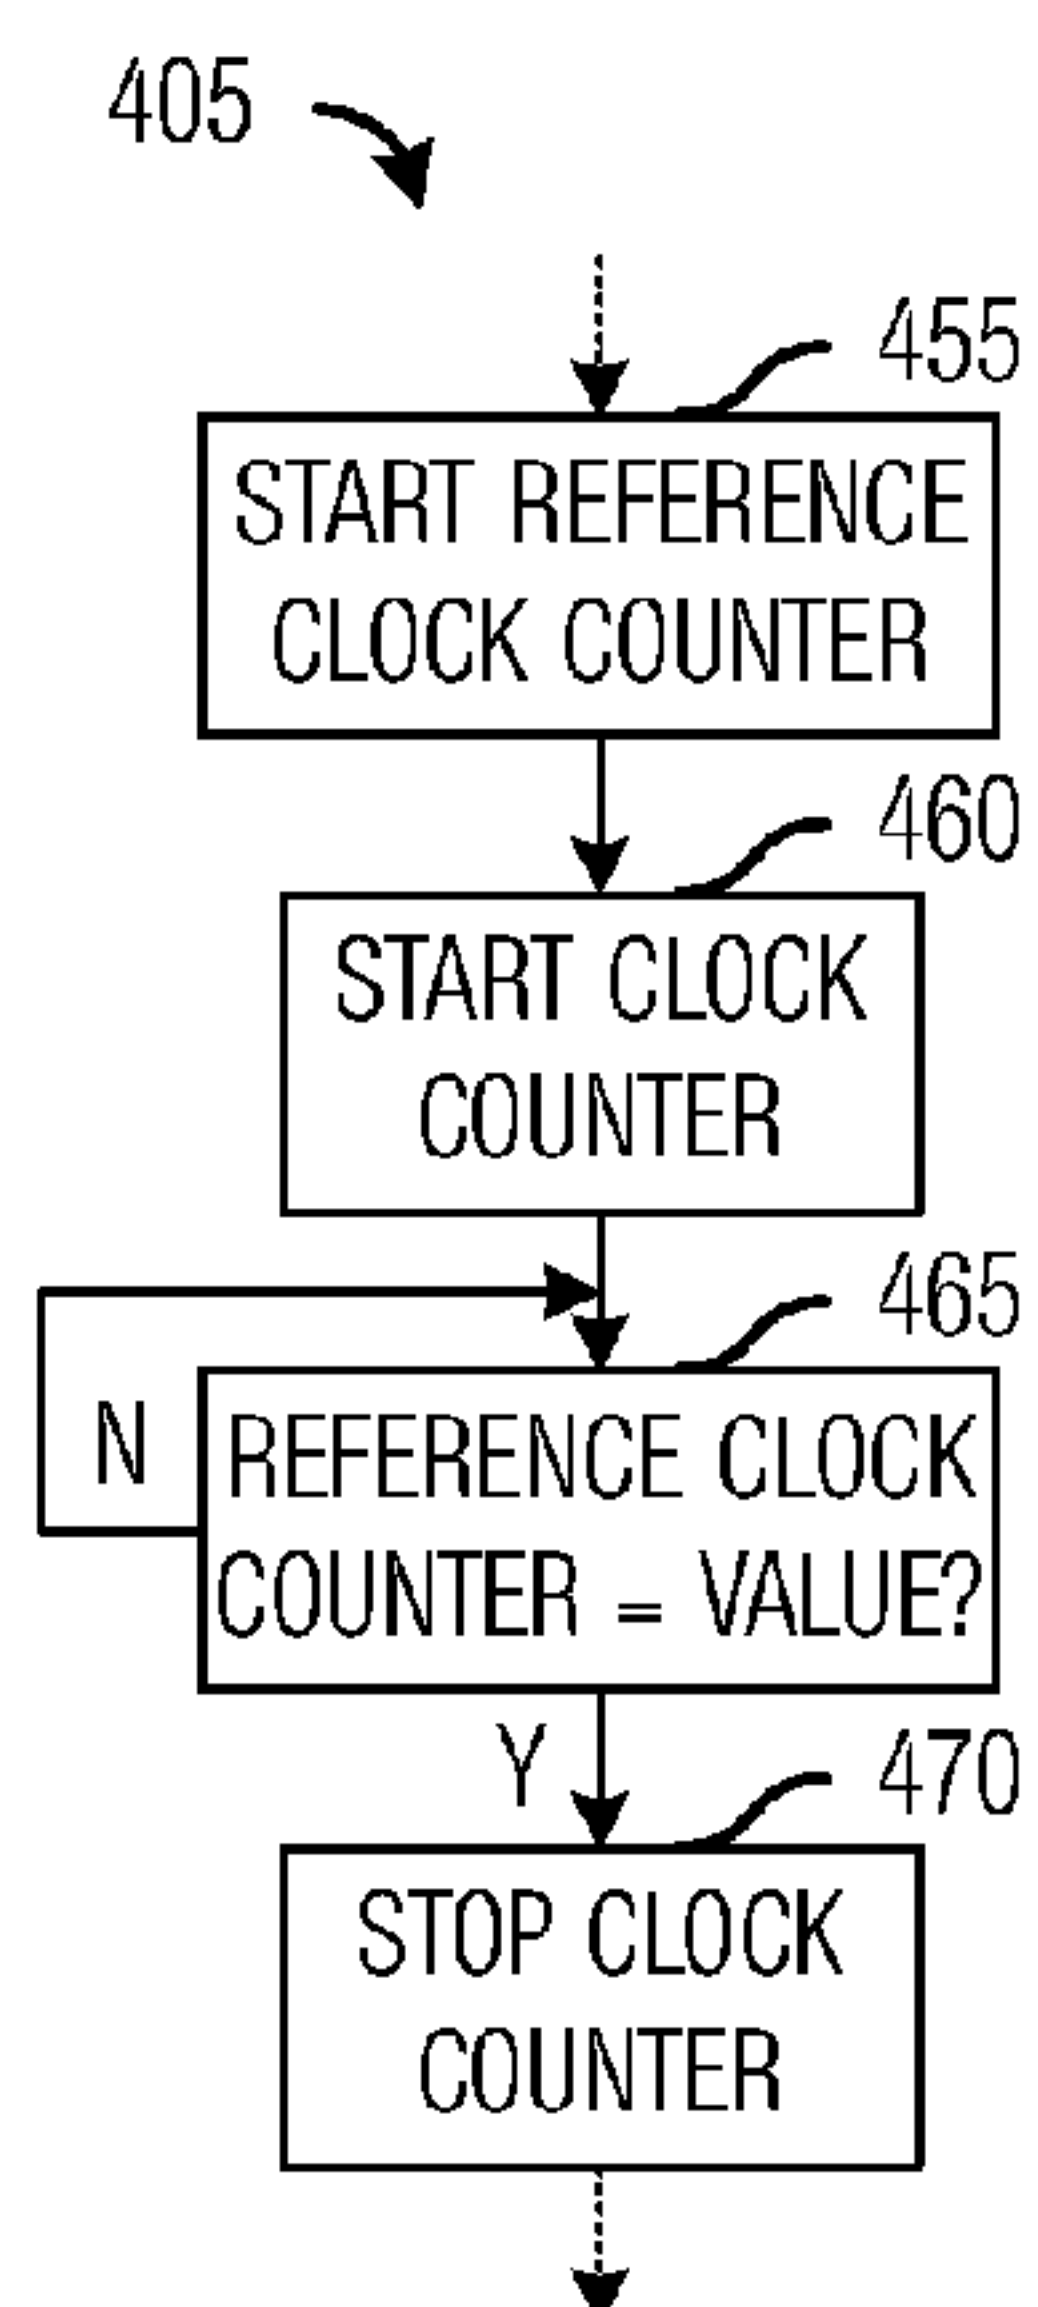 405
455
START REFERENCE
CLOCK COUNTER
460
START CLOCK
COUNTER
465
N
REFERENCE CLOCK
COUNTER = VALUE?
Y
470
STOP CLOCK
COUNTER